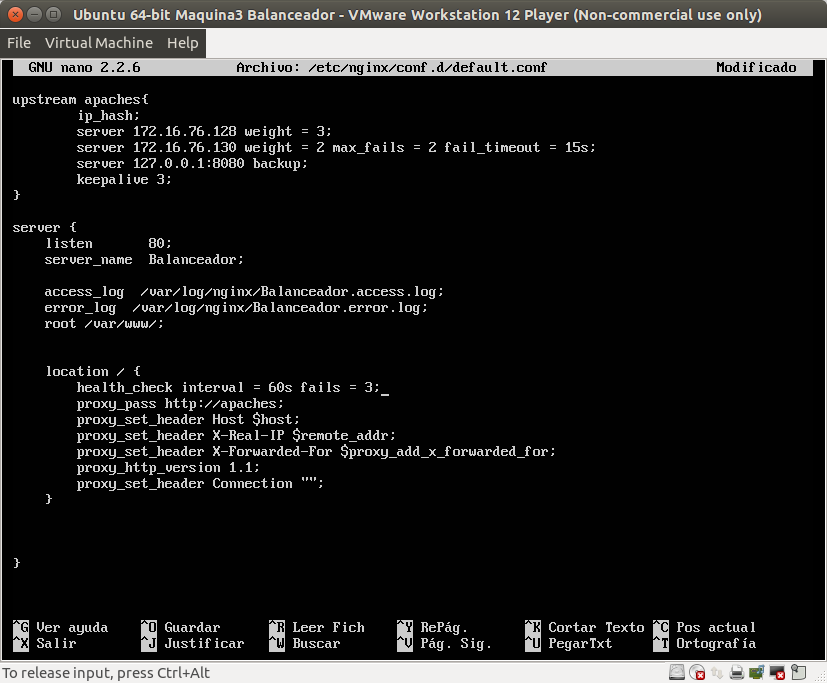 Ubuntu 64-bit Maquina3 Balanceador - VMware Workstation 12 Player (Non-commercial use only)
File Virtual Machine Help
GNU nano 2.2.6 Archivo: /etc/nginx/conf.d/default.conf Modificado
upstream apaches{
ip_hash;
server 172.16.76.128 weight = 3;
server 172.16.76.130 weight = 2 max_fails = 2 fail_timeout = 15s;
server 127.0.0.1:8080 backup;
keepalive 3;
}
server {
listen 80;
server_name Balanceador;
access_log /var/log/nginx/Balanceador.access.log;
error_log /var/log/nginx/Balanceador.error.log;
root /var/www/;
location / {
health_check interval = 60s fails = 3;_
proxy_pass http://apaches;
proxy_set_header Host $host;
proxy_set_header X-Real-IP $remote_addr;
proxy_set_header X-Forwarded-For $proxy_add_x_forwarded_for;
proxy_http_version 1.1;
proxy_set_header Connection "";
}
}
^G Ver ayuda ^O Guardar ^R Leer Fich ^Y RePág. ^K Cortar Texto ^C Pos actual
^X Salir ^J Justificar ^W Buscar ^V Pág. Sig. ^U PegarTxt ^T Ortografía
To release input, press Ctrl+Alt